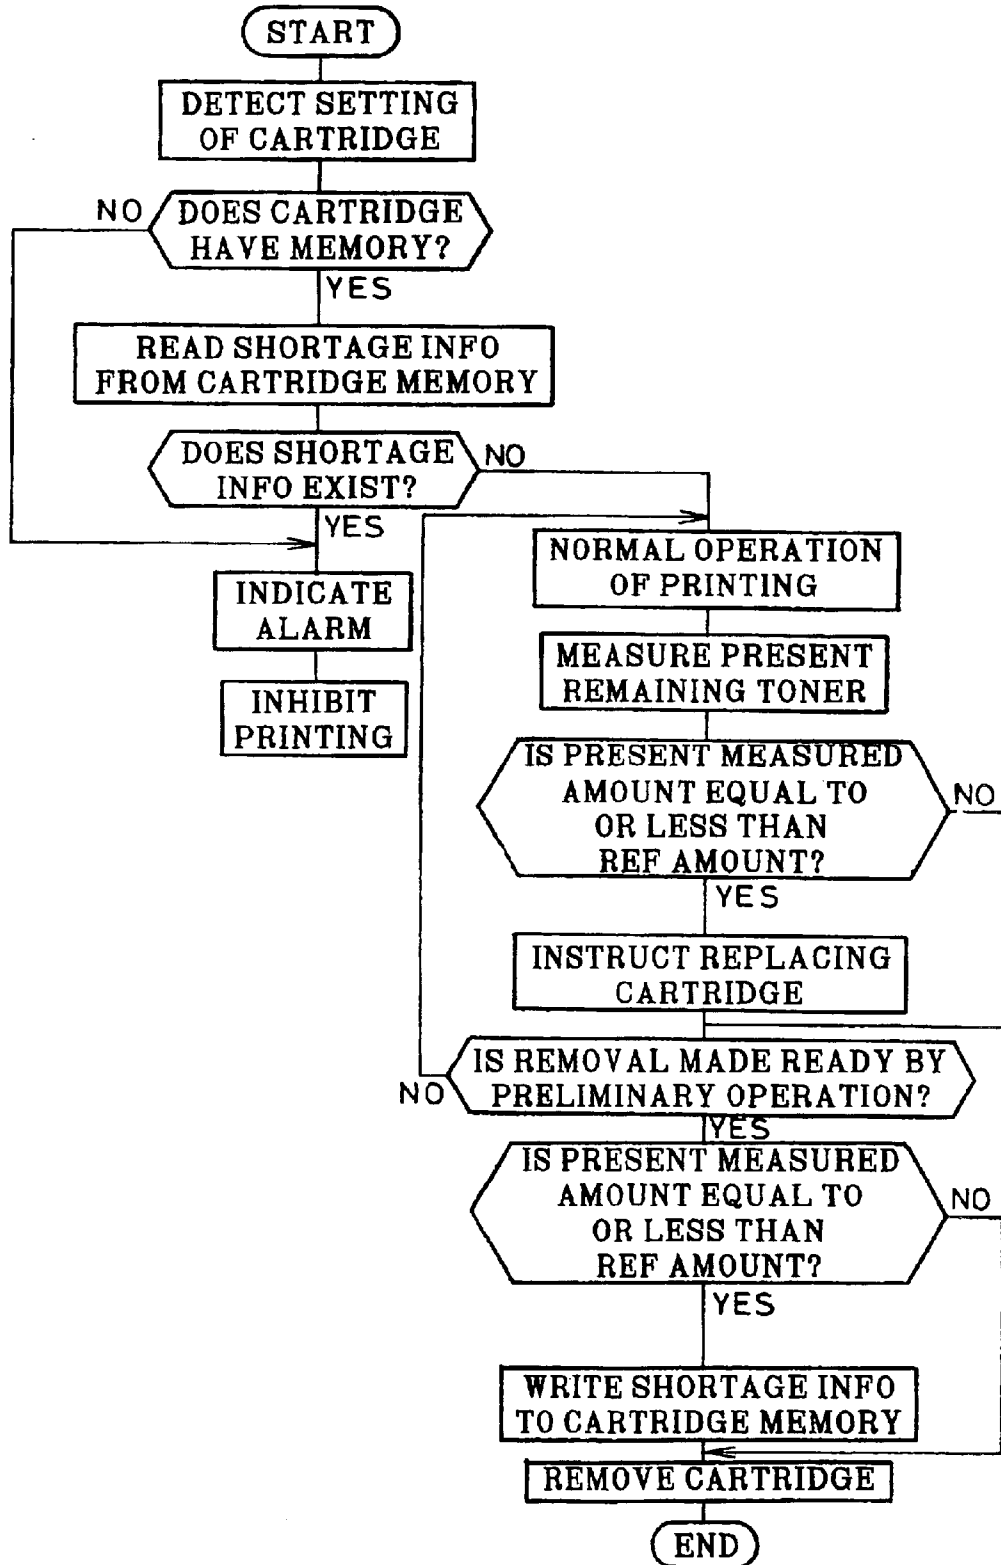 START
DETECT SETTING
OF CARTRIDGE
NO
DOES CARTRIDGE
HAVE MEMORY?
YES
READ SHORTAGE INFO
FROM CARTRIDGE MEMORY
DOES SHORTAGE
INFO EXIST?
NO
YES
INDICATE
ALARM
INHIBIT
PRINTING
NORMAL OPERATION
OF PRINTING
MEASURE PRESENT
REMAINING TONER
IS PRESENT MEASURED
AMOUNT EQUAL TO
OR LESS THAN
REF AMOUNT?
NO
YES
INSTRUCT REPLACING
CARTRIDGE
IS REMOVAL MADE READY BY
PRELIMINARY OPERATION?
NO
YES
IS PRESENT MEASURED
AMOUNT EQUAL TO
OR LESS THAN
REF AMOUNT?
NO
YES
WRITE SHORTAGE INFO
TO CARTRIDGE MEMORY
REMOVE CARTRIDGE
END